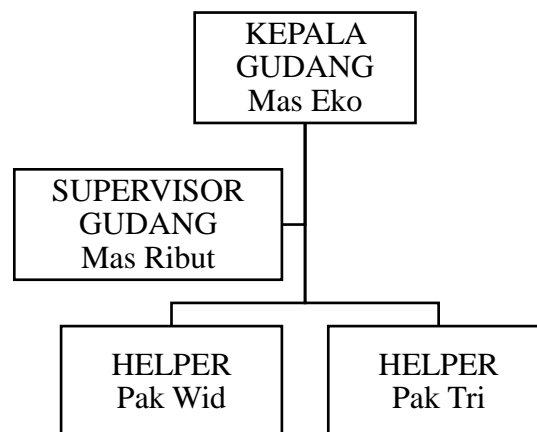 KEPALA
GUDANG
Mas Eko
SUPERVISOR
GUDANG
Mas Ribut
HELPER
Pak Wid
HELPER
Pak Tri